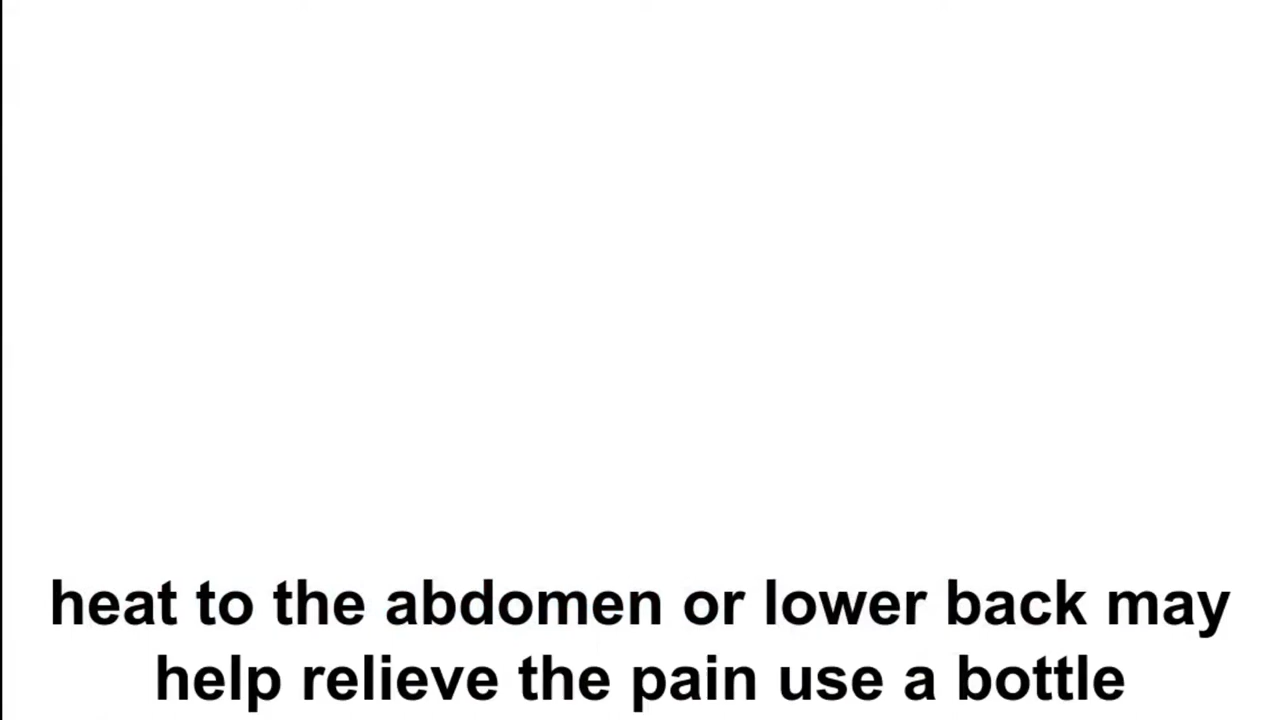 heat to the abdomen or lower back may
help relieve the pain use a bottle